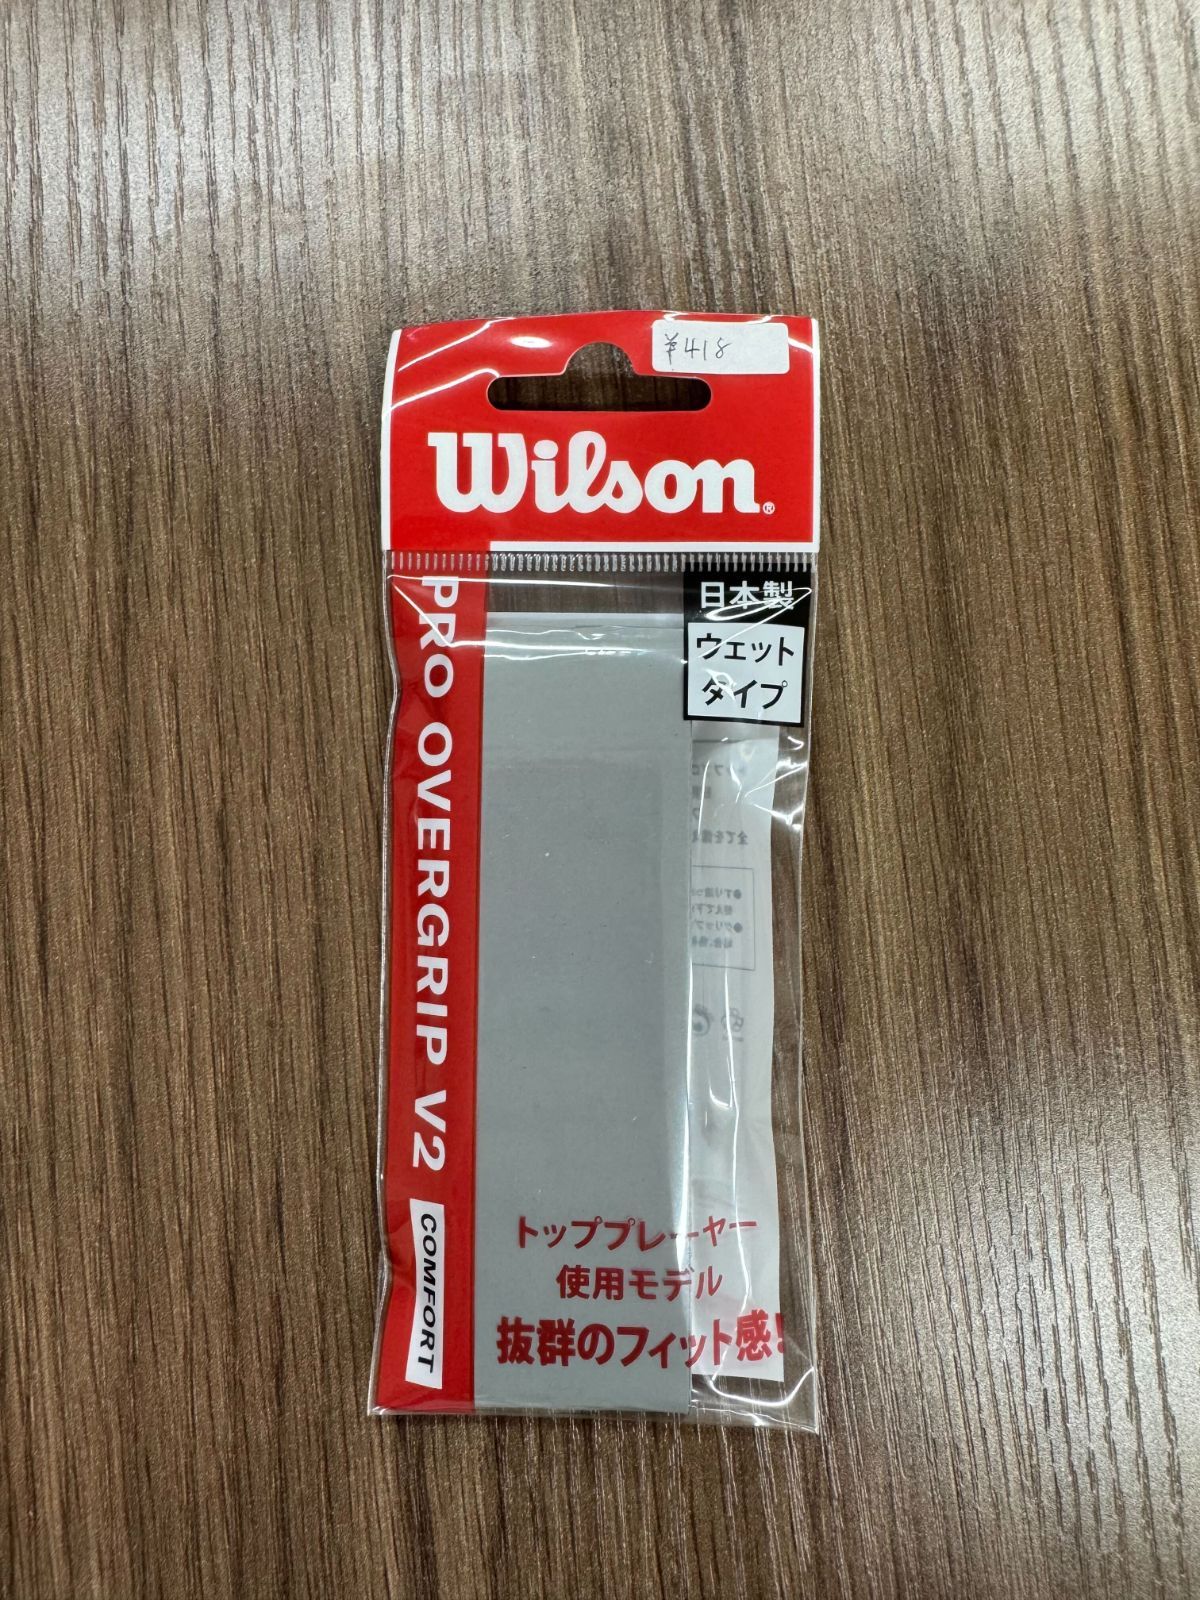 ¥418
Wilson®
日本製
ウェット
タイプ
PRO OVERGRIP V2
COMFORT
トッププレーヤー
使用モデル
抜群のフィット感!